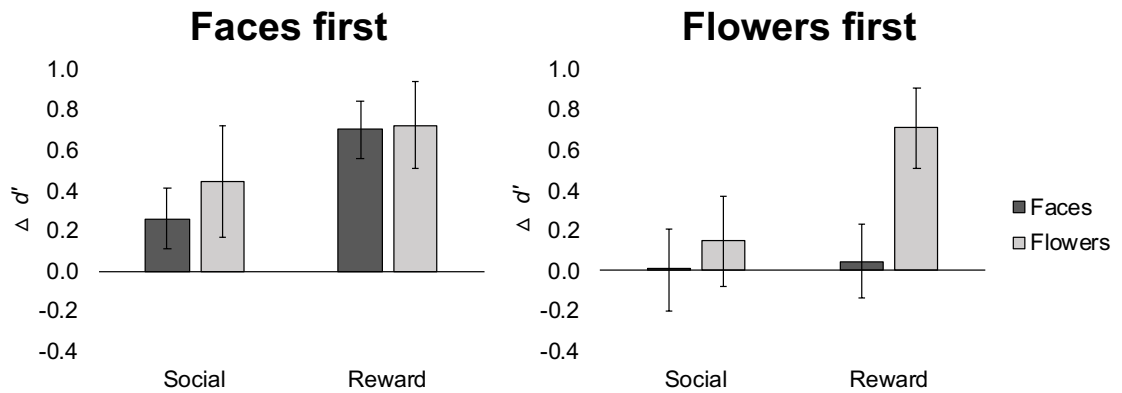 Faces first
1.0
0.8
0.6
0.4
0.2
0.0
-0.2
-0.4
Δ d'
Social
Reward
Flowers first
1.0
0.8
0.6
0.4
0.2
0.0
-0.2
-0.4
Δ d'
Social
Reward
Faces
Flowers